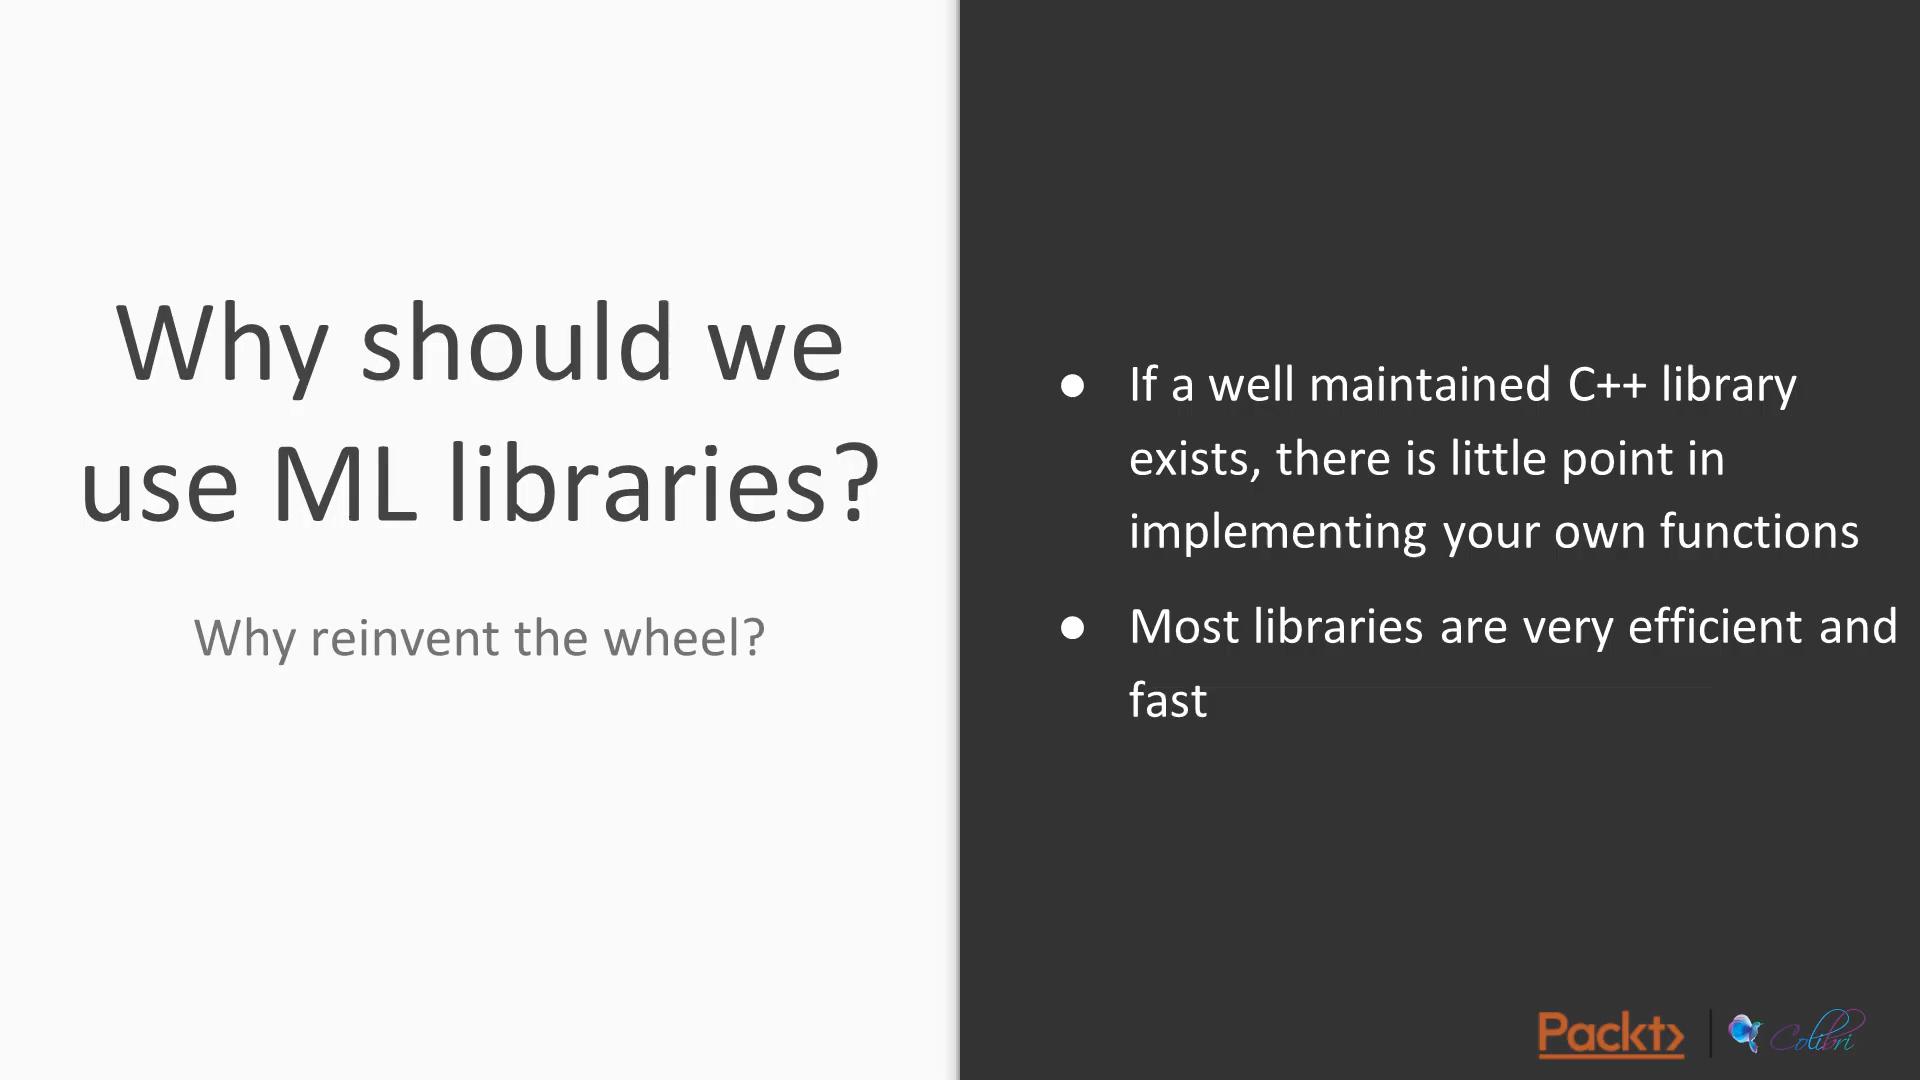 Why should we
use ML libraries?
Why reinvent the wheel?
● If a well maintained C++ library
exists, there is little point in
implementing your own functions
● Most libraries are very efficient and
fast
Packt>
Colibri